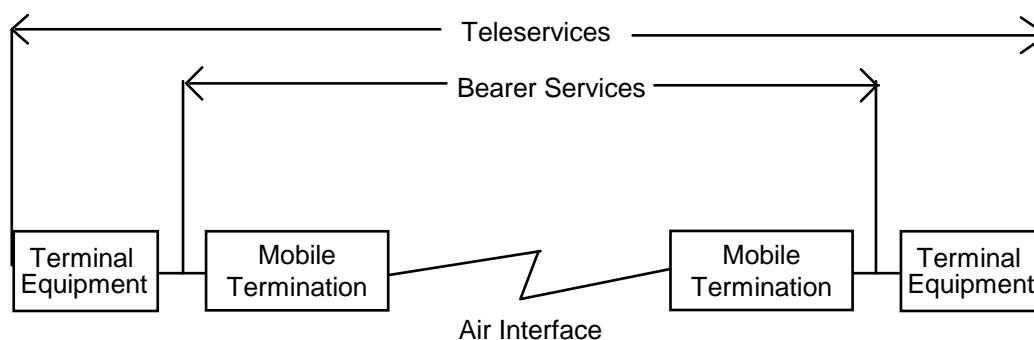 Teleservices
Bearer Services
Terminal
Equipment
Mobile
Termination
Mobile
Termination
Terminal
Equipment
Air Interface